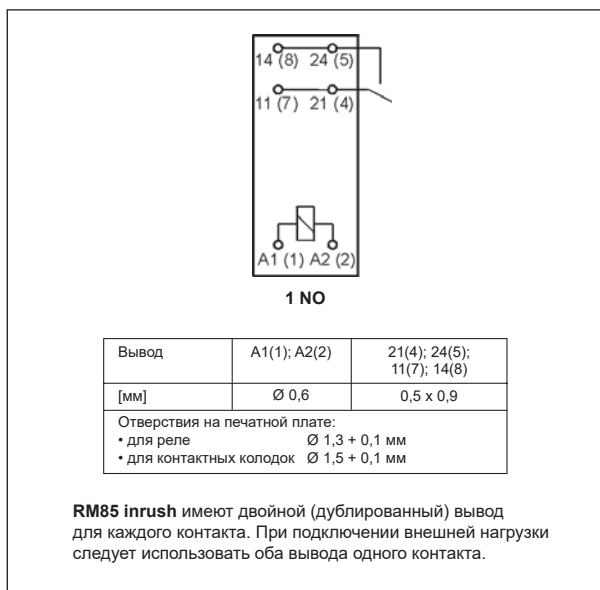 14 (8) 24 (5)
11 (7) 21 (4)
A1 (1) A2 (2)
1 NO
Вывод A1(1); A2(2) 21(4); 24(5);
11(7); 14(8)
[мм] Ø 0,6 0,5 x 0,9
Отверствия на печатной плате:
• для реле Ø 1,3 + 0,1 мм
• для контактных колодок Ø 1,5 + 0,1 мм
RM85 inrush имеют двойной (дублированный) вывод
для каждого контакта. При подключении внешней нагрузки
следует использовать оба вывода одного контакта.